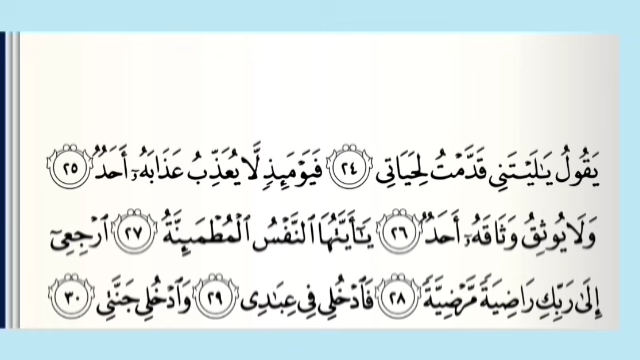 يَقُولُ يَٰلَيْتَنِى قَدَّمْتُ لِحَيَاتِى ٢٤ فَيَوْمَئِذٍ لَّا يُعَذِّبُ عَذَابَهُۥٓ أَحَدٌ ٢٥
وَلَا يُوثِقُ وَثَاقَهُۥٓ أَحَدٌ ٢٦ يَٰٓأَيَّتُهَا ٱلنَّفْسُ ٱلْمُطْمَئِنَّةُ ٢٧ ٱرْجِعِىٓ
إِلَىٰ رَبِّكِ رَاضِيَةً مَّرْضِيَّةً ٢٨ فَٱدْخُلِى فِى عِبَٰدِى ٢٩ وَٱدْخُلِى جَنَّتِى ٣٠